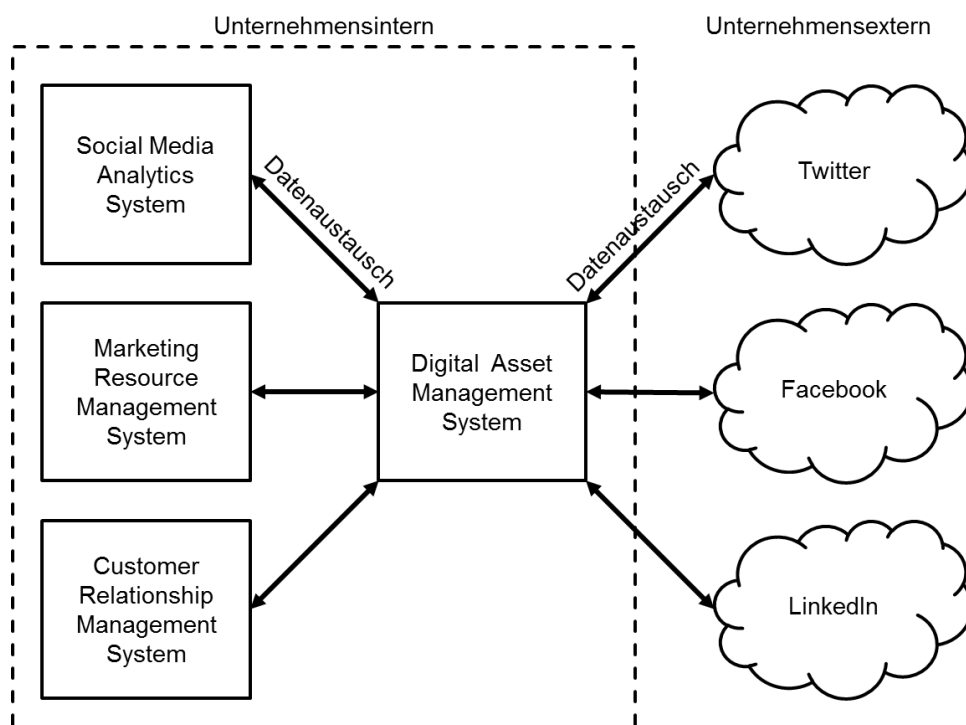 Unternehmensintern
Unternehmensextern
Social Media
Analytics
System
Datenaustausch
Datenaustausch
Twitter
Marketing
Resource
Management
System
Digital Asset
Management
System
Facebook
Customer
Relationship
Management
System
LinkedIn